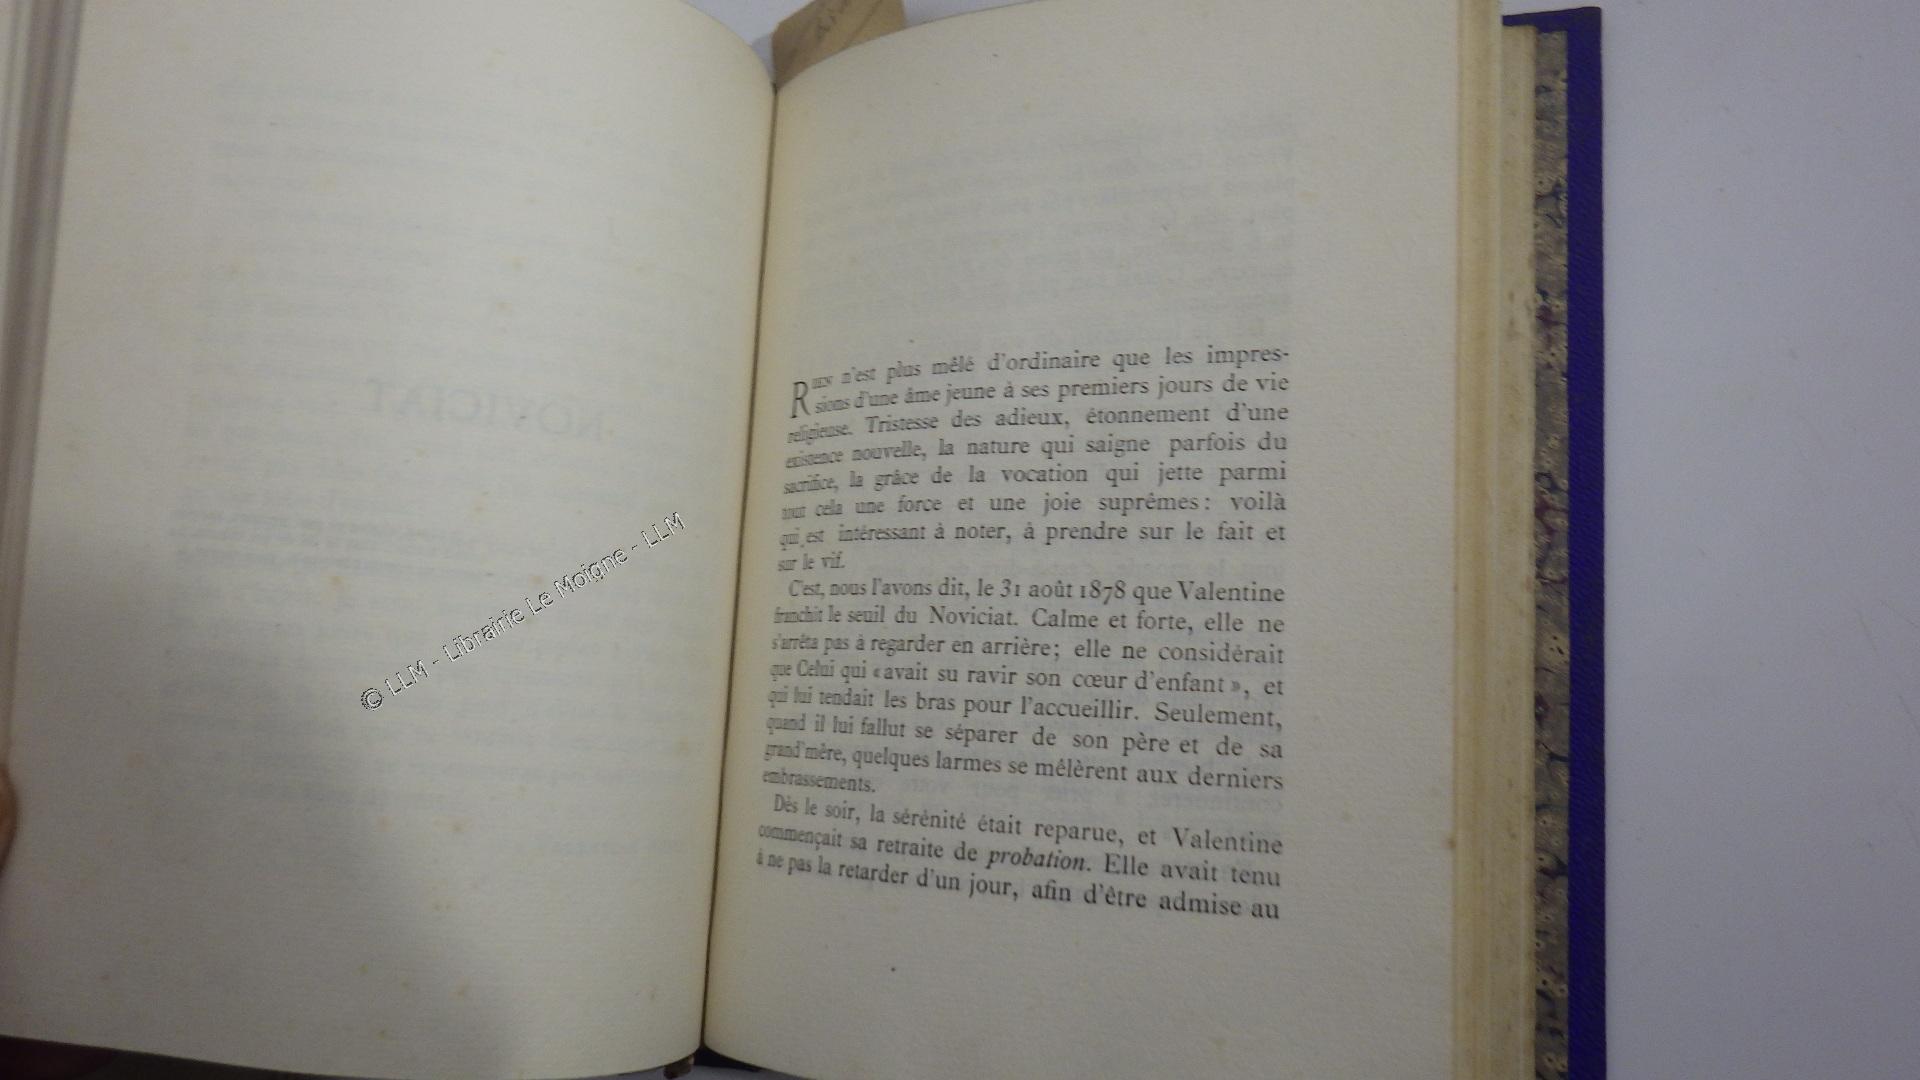 NOVICIAT
© LLM - Librairie Le Moigne - LLM
RIEN n'est plus mêlé d'ordinaire que les impres-
sions d'une âme jeune à ses premiers jours de vie
religieuse. Tristesse des adieux, étonnement d'une
existence nouvelle, la nature qui saigne parfois du
sacrifice, la grâce de la vocation qui jette parmi
tout cela une force et une joie suprêmes : voilà
qui est intéressant à noter, à prendre sur le fait et
sur le vif.
C'est, nous l'avons dit, le 31 août 1878 que Valentine
franchit le seuil du Noviciat. Calme et forte, elle ne
s'arrêta pas à regarder en arrière; elle ne considérait
que Celui qui « avait su ravir son cœur d'enfant », et
qui lui tendait les bras pour l'accueillir. Seulement,
quand il lui fallut se séparer de son père et de sa
grand'mère, quelques larmes se mêlèrent aux derniers
embrassements.
Dès le soir, la sérénité était reparue, et Valentine
commençait sa retraite de probation. Elle avait tenu
à ne pas la retarder d'un jour, afin d'être admise au